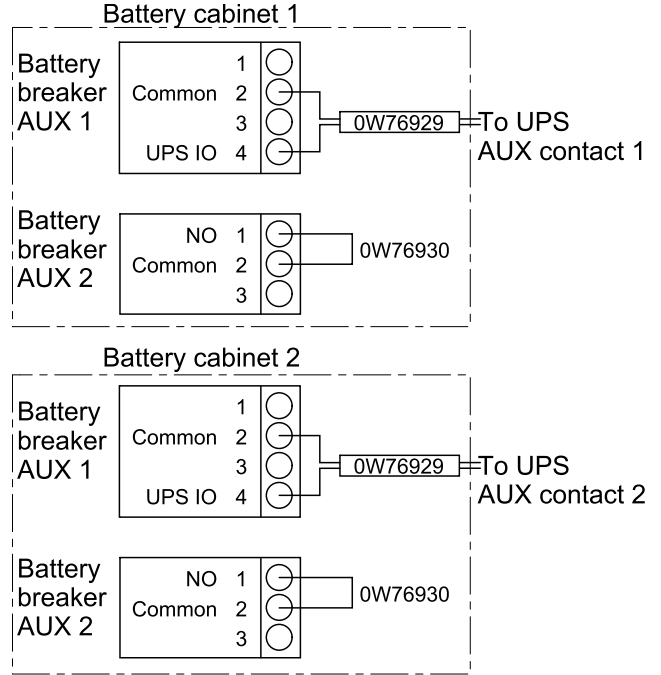 Battery cabinet 1
Battery
breaker
AUX 1
1
Common 2
3
UPS IO 4
0W76929
To UPS
AUX contact 1
Battery
breaker
AUX 2
NO 1
Common 2
3
0W76930
Battery cabinet 2
Battery
breaker
AUX 1
1
Common 2
3
UPS IO 4
0W76929
To UPS
AUX contact 2
Battery
breaker
AUX 2
NO 1
Common 2
3
0W76930